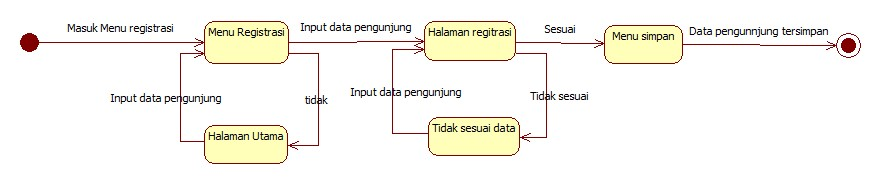 Masuk Menu registrasi
Menu Registrasi
Input data pengunjung
Halaman regitrasi
Sesuai
Menu simpan
Data pengunnjung tersimpan
Input data pengunjung
tidak
Input data pengunjung
Tidak sesuai
Halaman Utama
Tidak sesuai data